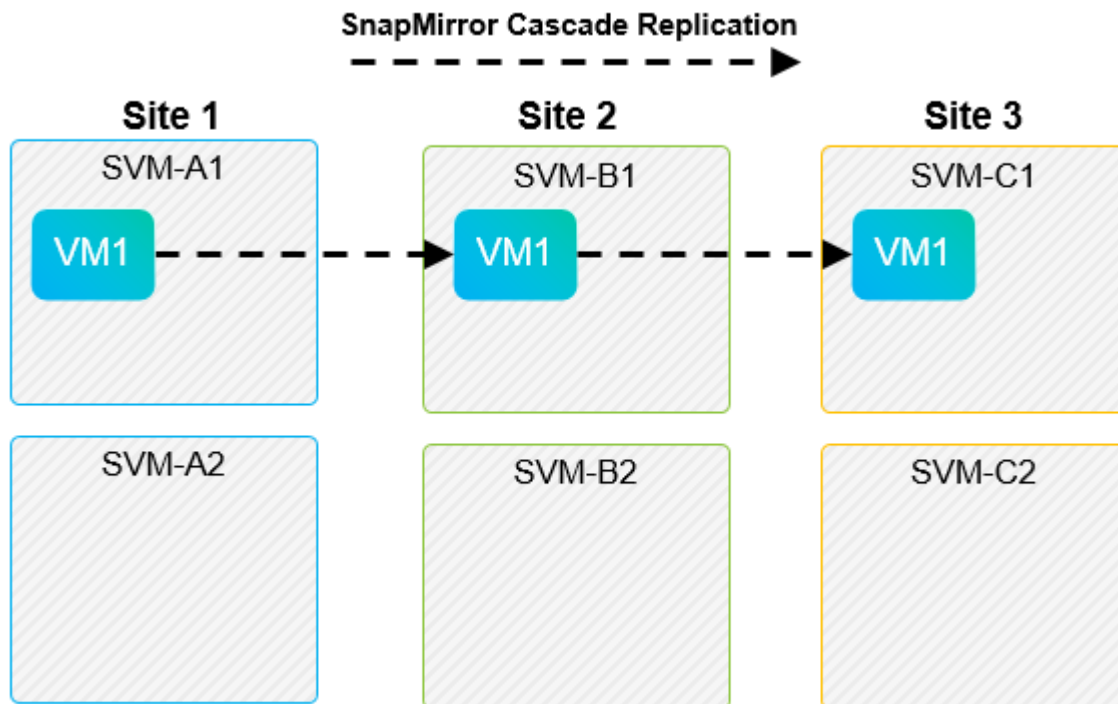 SnapMirror Cascade Replication
Site 1
Site 2
Site 3
SVM-A1
SVM-B1
SVM-C1
VM1
VM1
VM1
SVM-A2
SVM-B2
SVM-C2